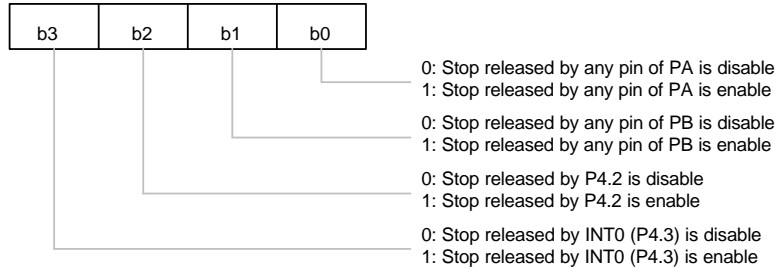 b3 b2 b1 b0
0: Stop released by any pin of PA is disable
1: Stop released by any pin of PA is enable
0: Stop released by any pin of PB is disable
1: Stop released by any pin of PB is enable
0: Stop released by P4.2 is disable
1: Stop released by P4.2 is enable
0: Stop released by INT0 (P4.3) is disable
1: Stop released by INT0 (P4.3) is enable